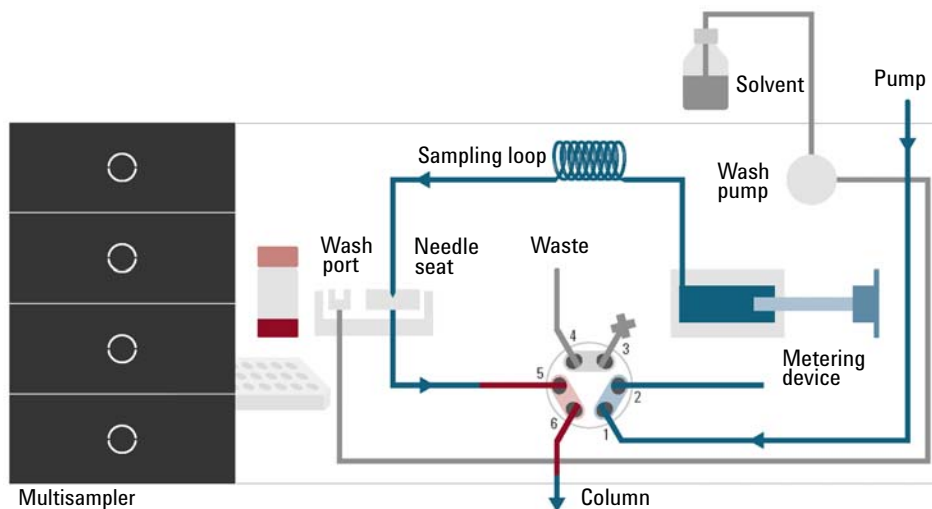 Solvent
Pump
Sampling loop
Wash
pump
Wash
port
Needle
seat
Waste
4
3
5
2
6
1
Metering
device
Multisampler
Column